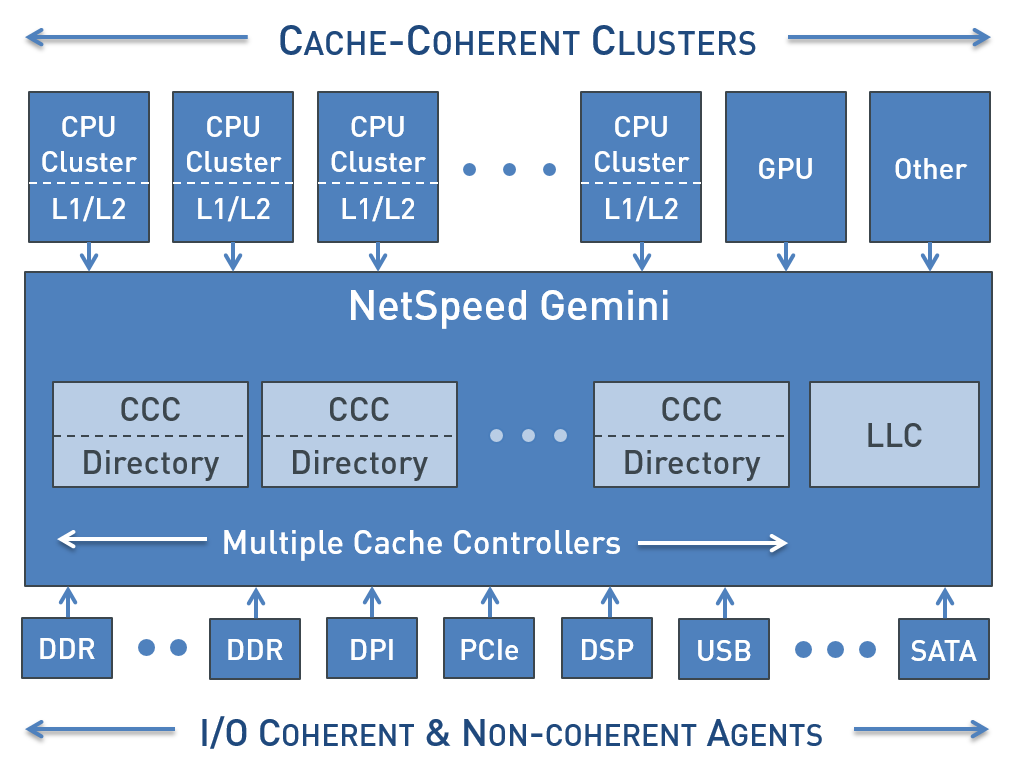 Cache-Coherent Clusters
CPU
Cluster
L1/L2
CPU
Cluster
L1/L2
CPU
Cluster
L1/L2
CPU
Cluster
L1/L2
GPU
Other
NetSpeed Gemini
CCC
Directory
CCC
Directory
CCC
Directory
LLC
Multiple Cache Controllers
DDR
DDR
DPI
PCIe
DSP
USB
SATA
I/O Coherent & Non-coherent Agents